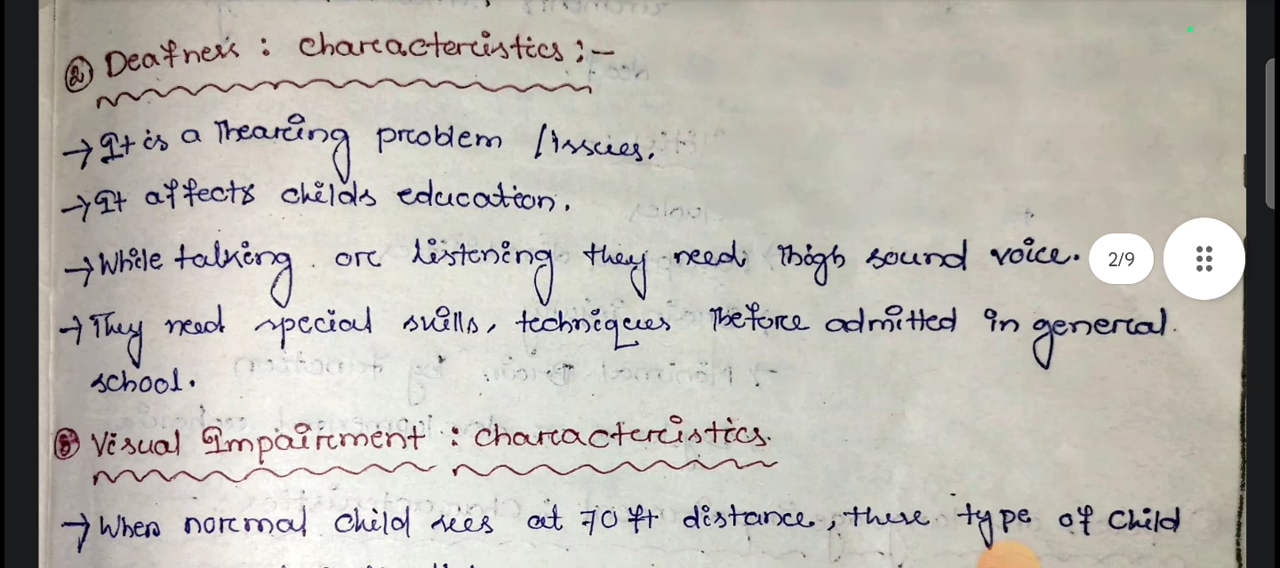 ② Deafness : characteristics :-
→ It is a hearing problem / issues.
→ It affects childs education.
→ While talking or listening they need high sound voice.
2/9
→ They need special skills, techniques before admitted in general
school.
③ Visual Impairment : characteristics.
→ When normal child sees at 70 ft distance, these type of child